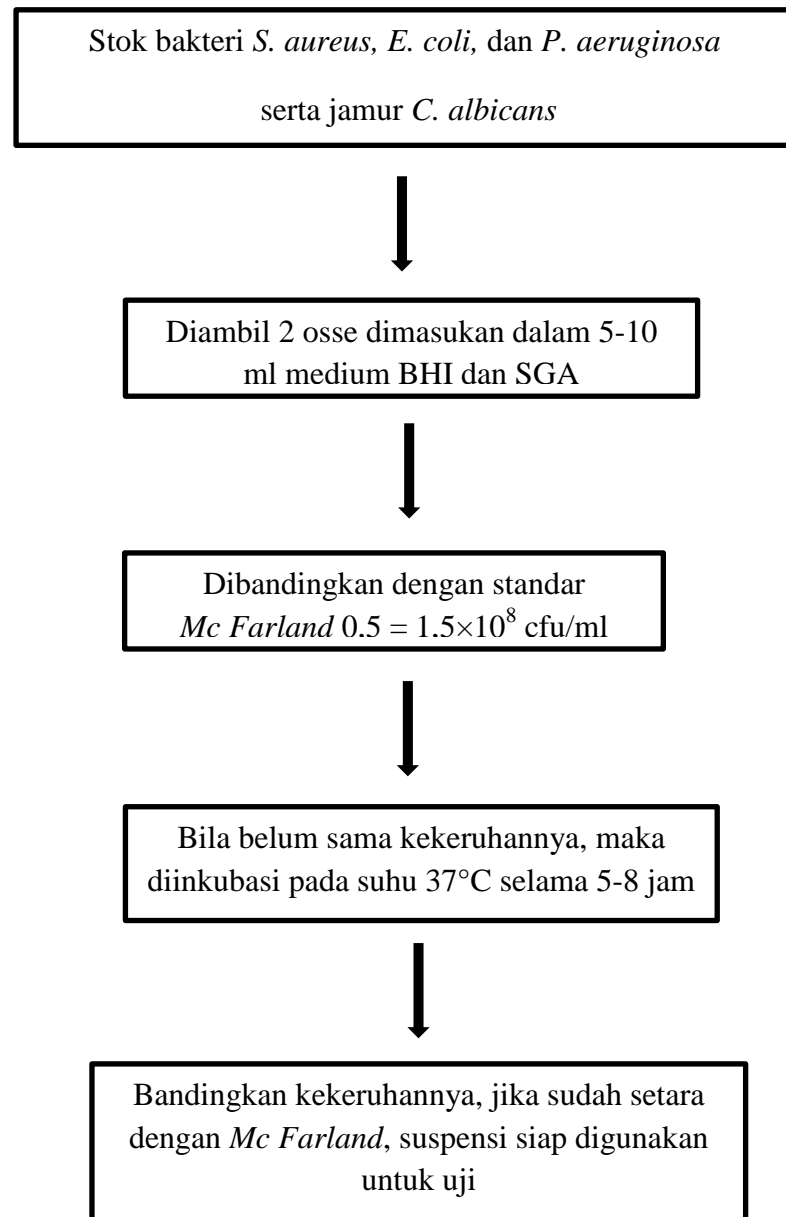 Stok bakteri S. aureus, E. coli, dan P. aeruginosa
serta jamur C. albicans
Diambil 2 osse dimasukan dalam 5-10
ml medium BHI dan SGA
Dibandingkan dengan standar
Mc Farland 0.5 = 1.5×10⁸ cfu/ml
Bila belum sama kekeruhannya, maka
diinkubasi pada suhu 37°C selama 5-8 jam
Bandingkan kekeruhannya, jika sudah setara
dengan Mc Farland, suspensi siap digunakan
untuk uji